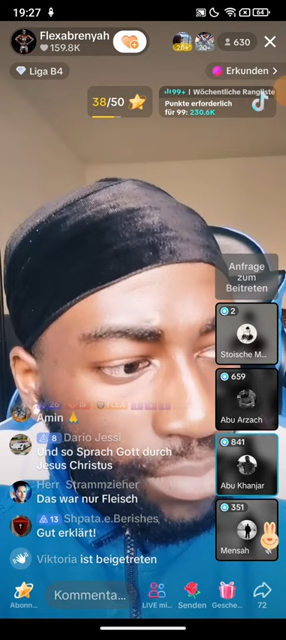 19:27
64
Flexabrenyah
159.8K
630
Liga B4
Erkunden
38/50
99+ | Wöchentliche Rangliste
Punkte erforderlich
für 99: 230.6K
Anfrage
zum
Beitreten
2
Stoische M...
659
Abu Arzach
841
Abu Khanjar
351
Mensah
Amin 🙏
8 Dario Jessi
Und so Sprach Gott durch
Jesus Christus
Herr Strammzieher
Das war nur Fleisch
13 Shpata.e.Berishes
Gut erklärt!
Viktoria ist beigetreten
Abonn...
Kommenta...
LIVE mi...
Senden
Gesche...
72